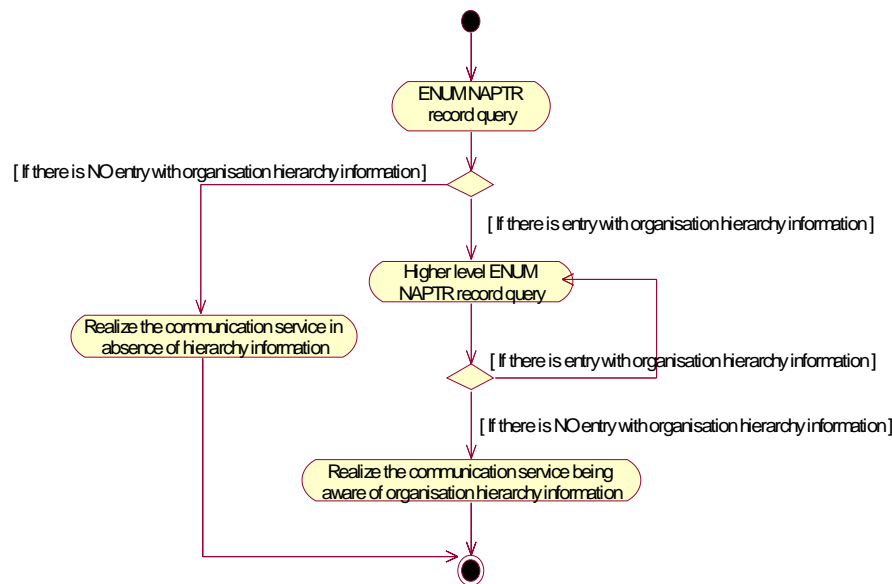 ENUM NAPTR
record query
[ If there is NO entry with organisation hierarchy information ]
[ If there is entry with organisation hierarchy information ]
Higher level ENUM
NAPTR record query
Realize the communication service in
absence of hierarchy information
[ If there is entry with organisation hierarchy information ]
[ If there is NO entry with organisation hierarchy information ]
Realize the communication service being
aware of organisation hierarchy information